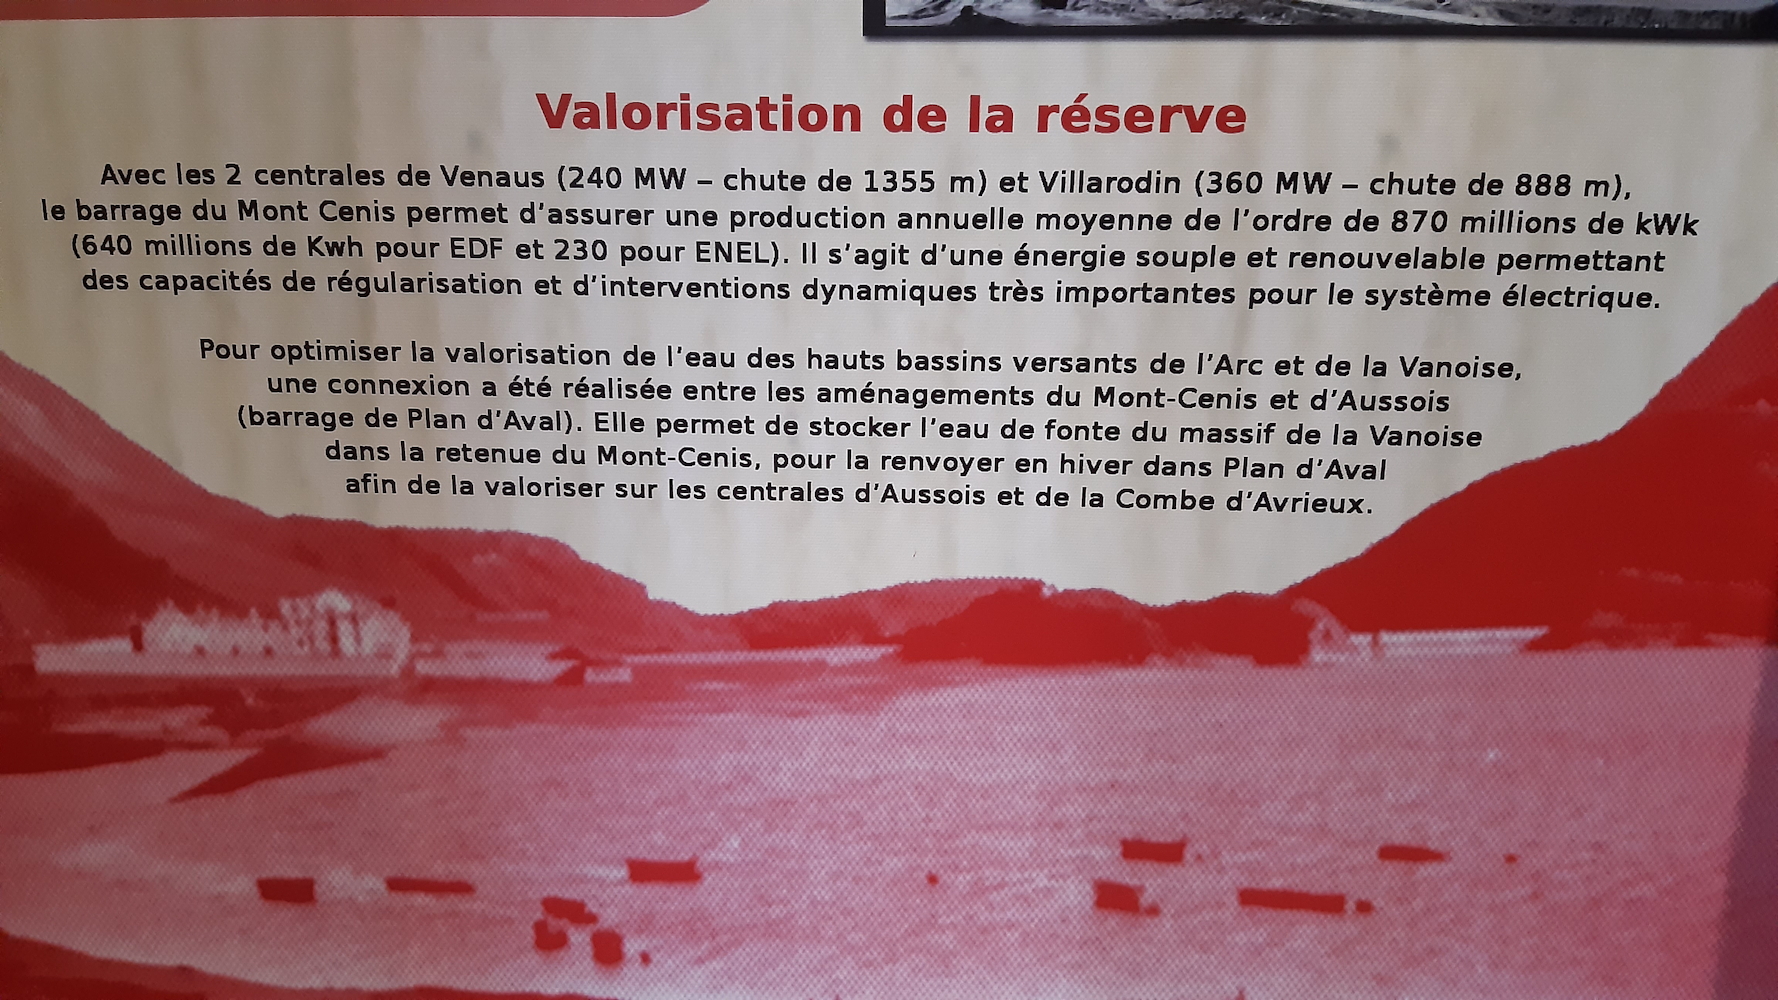 Valorisation de la réserve
Avec les 2 centrales de Venaus (240 MW – chute de 1355 m) et Villarodin (360 MW – chute de 888 m),
le barrage du Mont Cenis permet d’assurer une production annuelle moyenne de l’ordre de 870 millions de kWk
(640 millions de Kwh pour EDF et 230 pour ENEL). Il s’agit d’une énergie souple et renouvelable permettant
des capacités de régularisation et d’interventions dynamiques très importantes pour le système électrique.
Pour optimiser la valorisation de l’eau des hauts bassins versants de l’Arc et de la Vanoise,
une connexion a été réalisée entre les aménagements du Mont-Cenis et d’Aussois
(barrage de Plan d’Aval). Elle permet de stocker l’eau de fonte du massif de la Vanoise
dans la retenue du Mont-Cenis, pour la renvoyer en hiver dans Plan d’Aval
afin de la valoriser sur les centrales d’Aussois et de la Combe d’Avrieux.